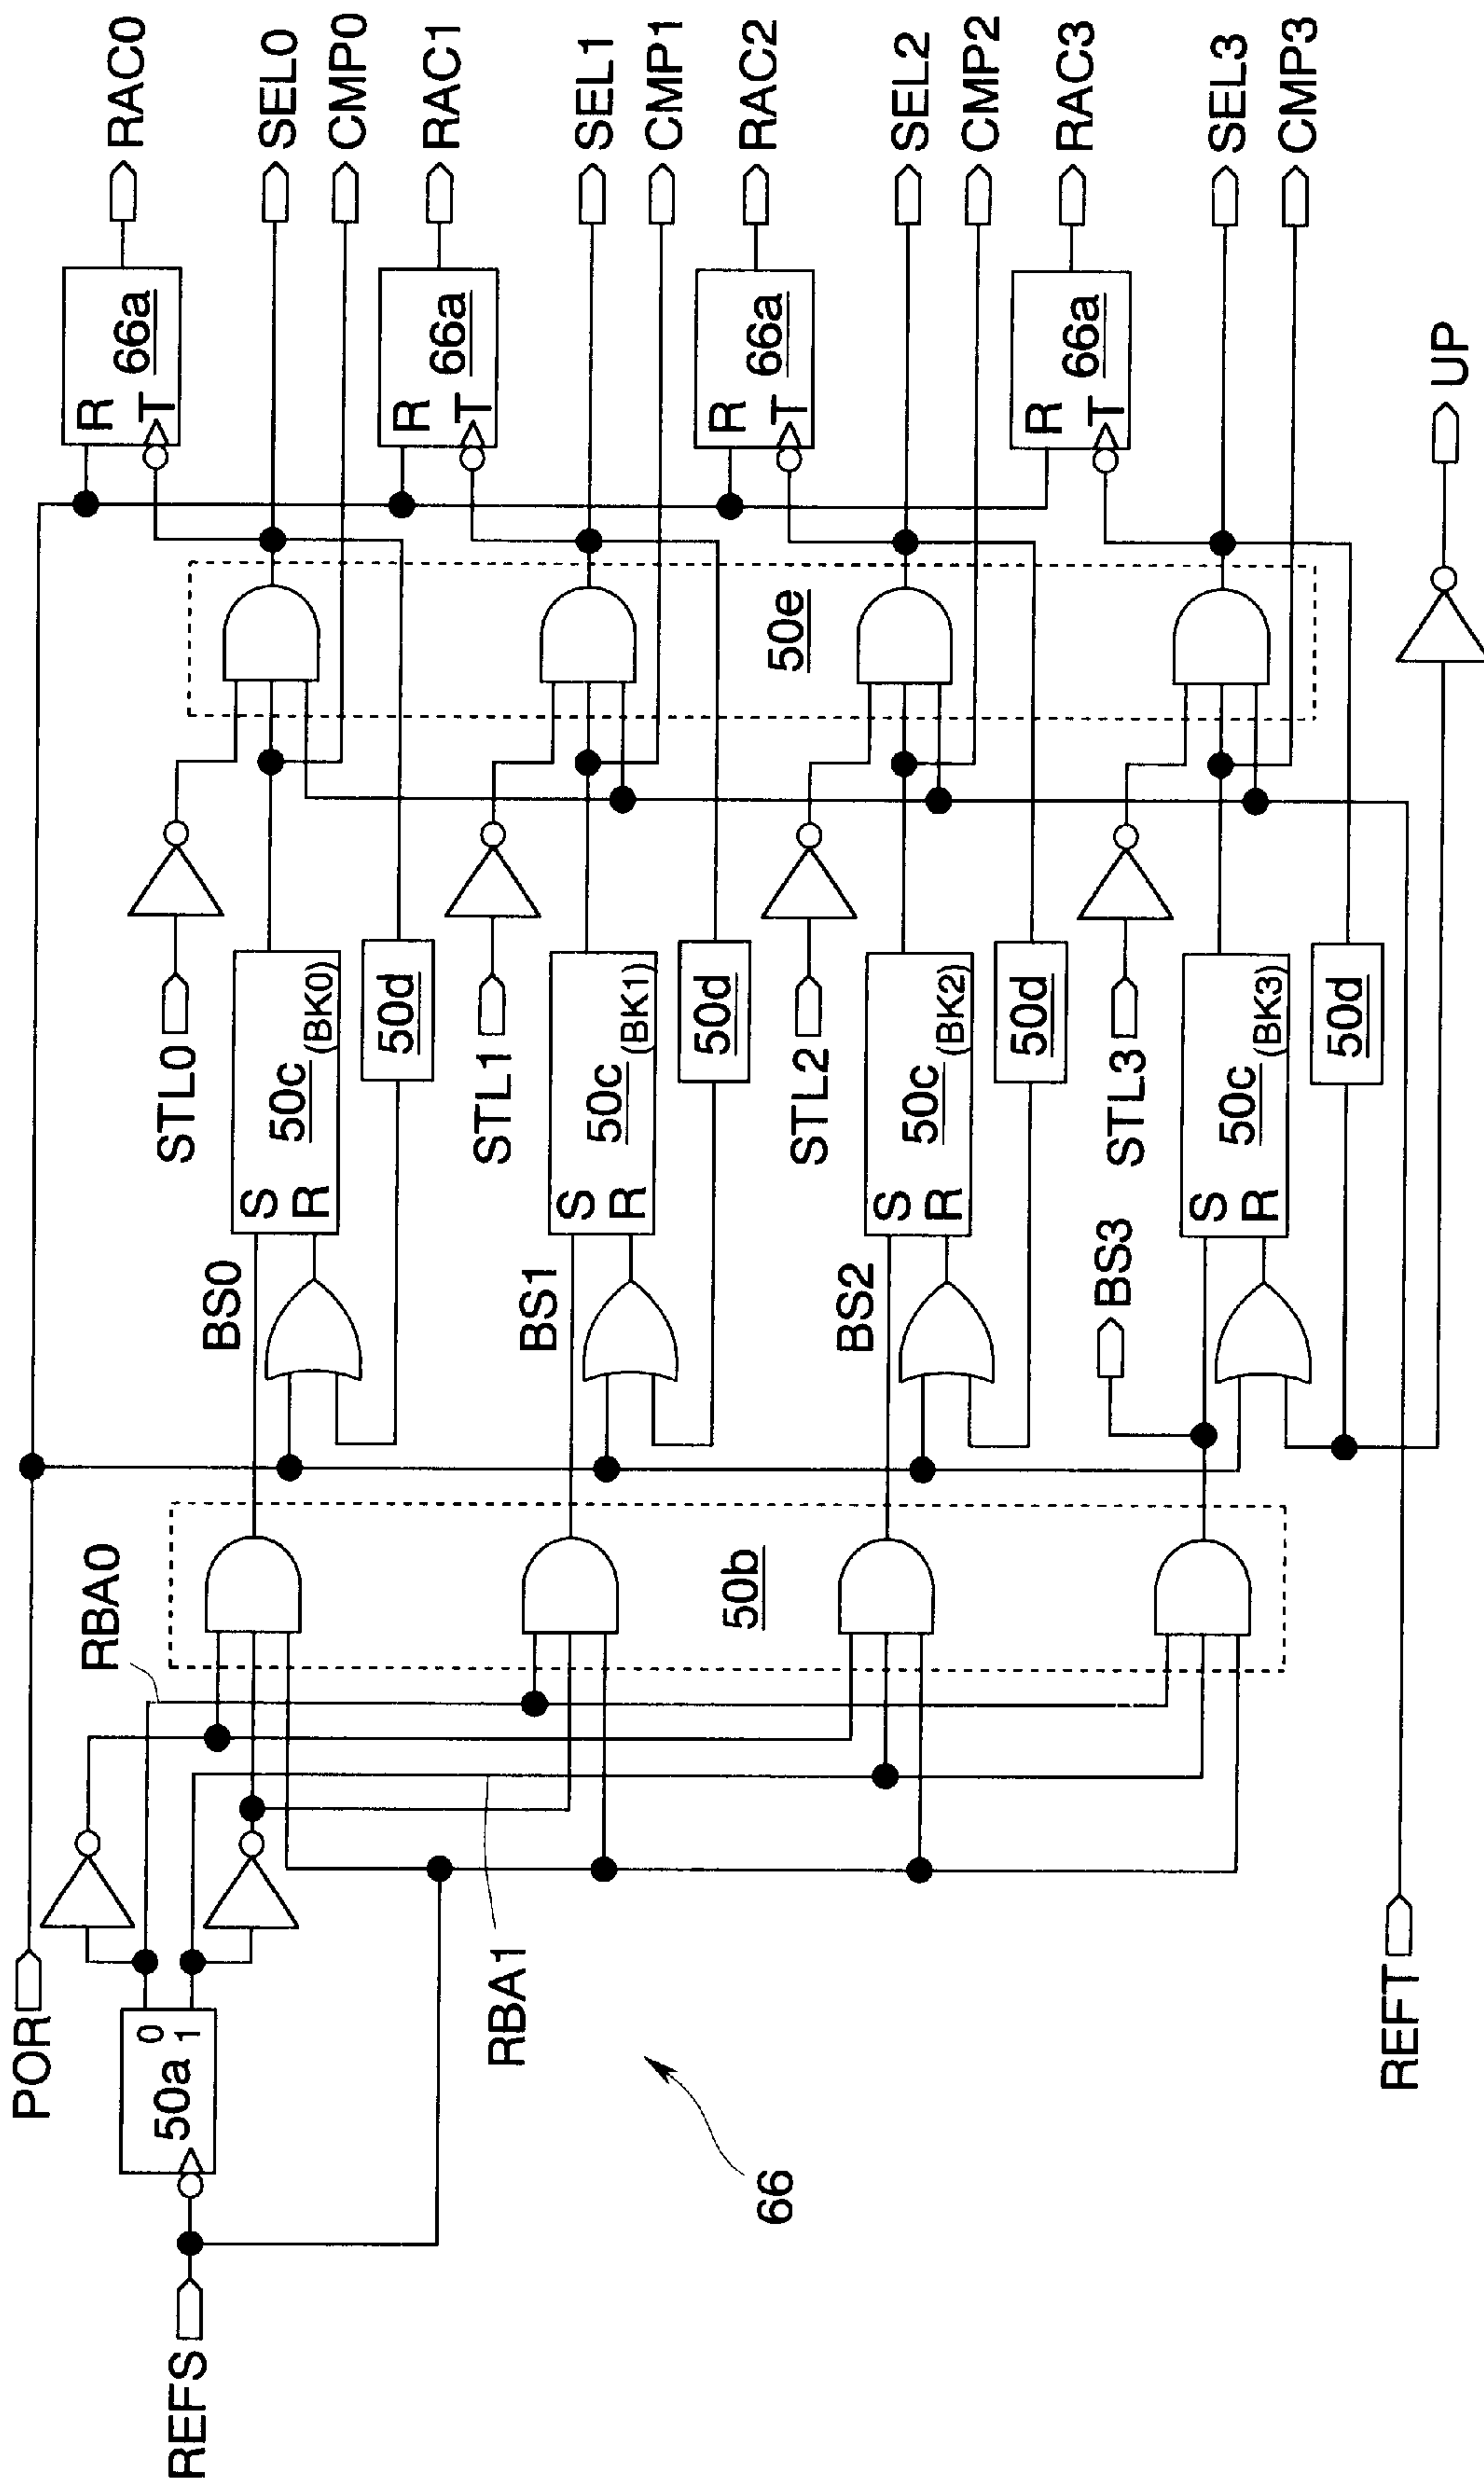 POR
REFS
50a
0
1
RBA0
RBA1
66
REFT
50b
BS0
BS1
BS2
BS3
S
R
50c
(BK0)
50d
S
R
50c
(BK1)
50d
S
R
50c
(BK2)
50d
S
R
50c
(BK3)
50d
STL0
STL1
STL2
STL3
50e
R
T
66a
R
T
66a
R
T
66a
R
T
66a
RAC0
SEL0
CMP0
RAC1
SEL1
CMP1
RAC2
SEL2
CMP2
RAC3
SEL3
CMP3
UP